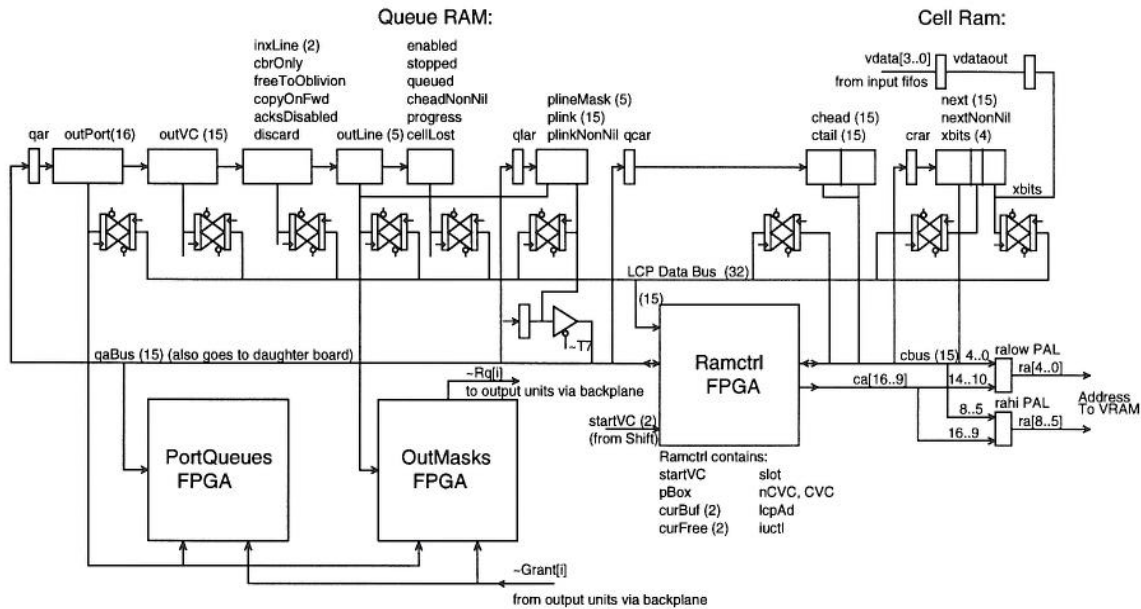 Queue RAM:
Cell Ram:
inxLine (2)
cbrOnly
freeToOblivion
copyOnFwd
acksDisabled
discard
enabled
stopped
queued
cheadNonNil
progress
cellLost
vdata[3..0]
vdataout
from input fifos
plineMask (5)
plink (15)
plinkNonNil
next (15)
nextNonNil
xbits (4)
chead (15)
ctail (15)
qar
outPort(16)
outVC (15)
outLine (5)
qlar
qcar
crar
xbits
LCP Data Bus (32)
(15)
~T7
qaBus (15) (also goes to daughter board)
Ramctrl
FPGA
cbus (15)
4..0
ralow PAL
ra[4..0]
ca[16..9]
14..10
rahi PAL
Address
To VRAM
8..5
ra[8..5]
16..9
~Rq[i]
to output units via backplane
startVC (2)
(from Shift)
PortQueues
FPGA
OutMasks
FPGA
Ramctrl contains:
startVC slot
pBox nCVC, CVC
curBuf (2) lcpAd
curFree (2) iuctl
~Grant[i]
from output units via backplane